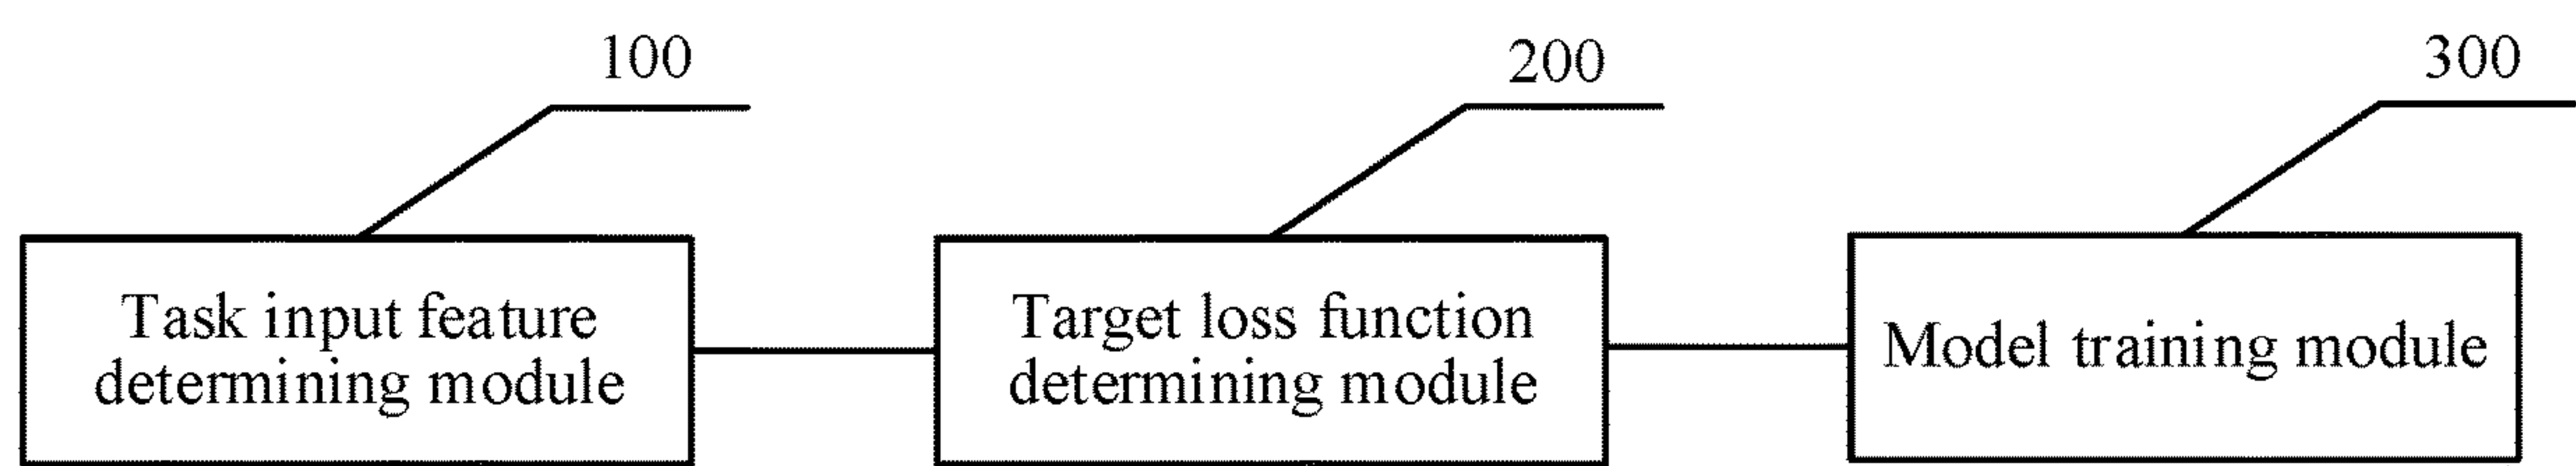 100
200
300
Task input feature
determining module
Target loss function
determining module
Model training module